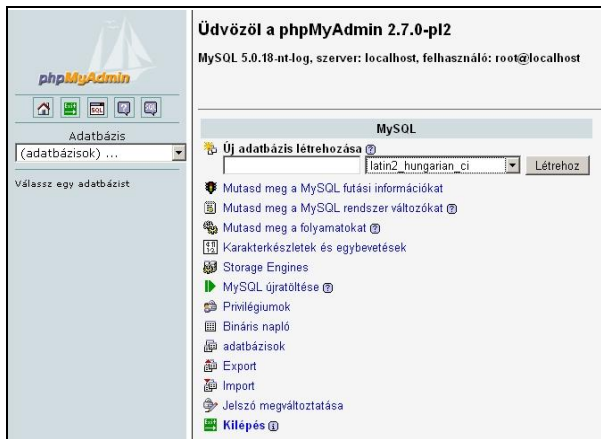 phpMyAdmin
SQL
Adatbázis
(adatbázisok) ...
Válassz egy adatbázist
Üdvözöl a phpMyAdmin 2.7.0-pl2
MySQL 5.0.18-nt-log, szerver: localhost, felhasználó: root@localhost
MySQL
Új adatbázis létrehozása
latin2_hungarian_ci
Létrehoz
Mutasd meg a MySQL futási információkat
Mutasd meg a MySQL rendszer változókat
Mutasd meg a folyamatokat
Karakterkészletek és egybevetések
Storage Engines
MySQL újratöltése
Privilégiumok
Bináris napló
adatbázisok
Export
Import
Jelszó megváltoztatása
Kilépés